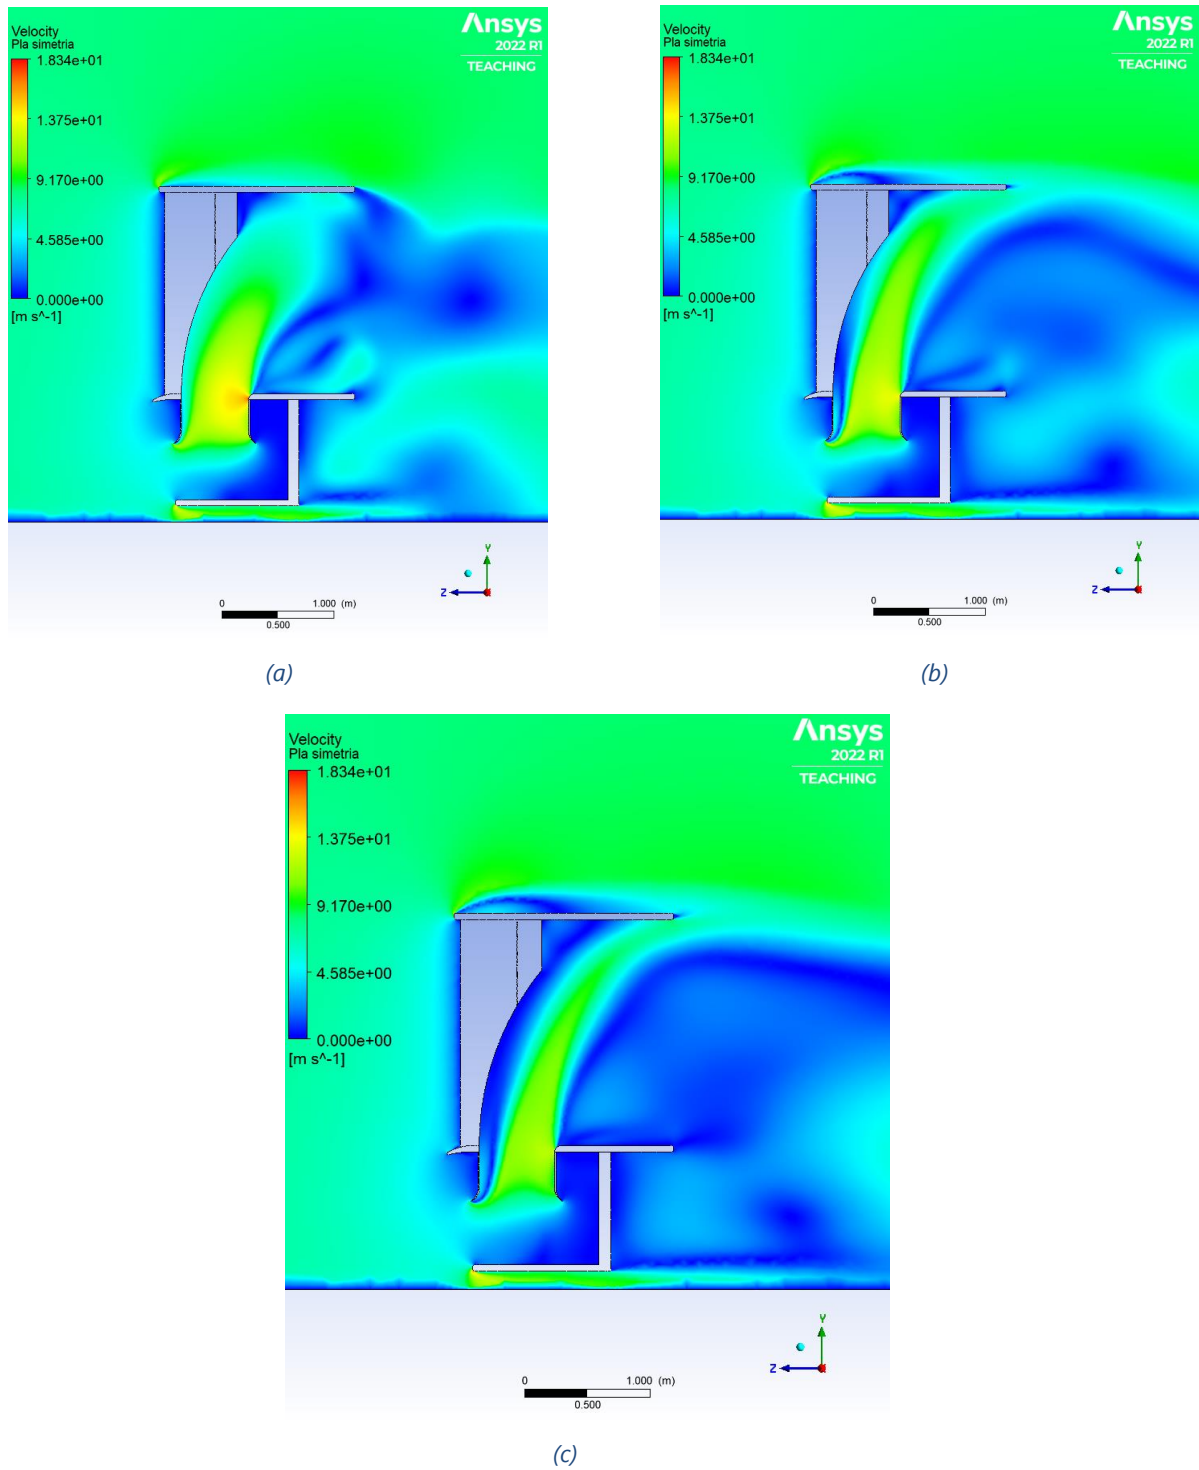 Velocity
Pla simetria
1.834e+01
1.375e+01
9.170e+00
4.585e+00
0.000e+00
[m s^-1]
Ansys
2022 R1
TEACHING
Y
Z
0
1.000 (m)
0.500
(a)
Velocity
Pla simetria
1.834e+01
1.375e+01
9.170e+00
4.585e+00
0.000e+00
[m s^-1]
Ansys
2022 R1
TEACHING
Y
Z
0
1.000 (m)
0.500
(b)
Velocity
Pla simetria
1.834e+01
1.375e+01
9.170e+00
4.585e+00
0.000e+00
[m s^-1]
Ansys
2022 R1
TEACHING
Y
Z
0
1.000 (m)
0.500
(c)